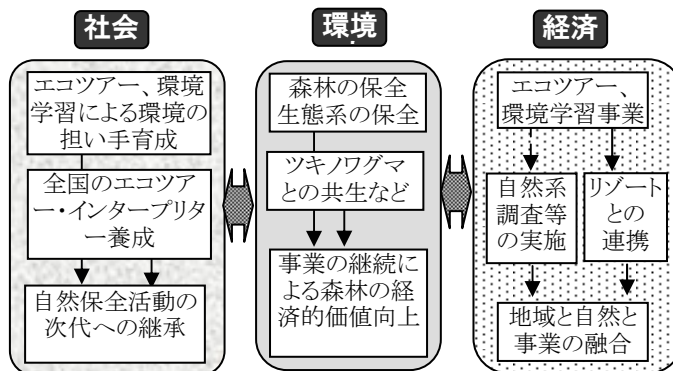 社会
エコツアー、環境
学習による環境の
担い手育成
全国のエコツア
ー・インタープリタ
ー養成
自然保全活動の
次代への継承
環境
森林の保全
生態系の保全
ツキノワグマ
との共生など
事業の継続に
よる森林の経
済的価値向上
経済
エコツアー、
環境学習事業
自然系
調査等
の実施
リゾート
との
連携
地域と自然と
事業の融合